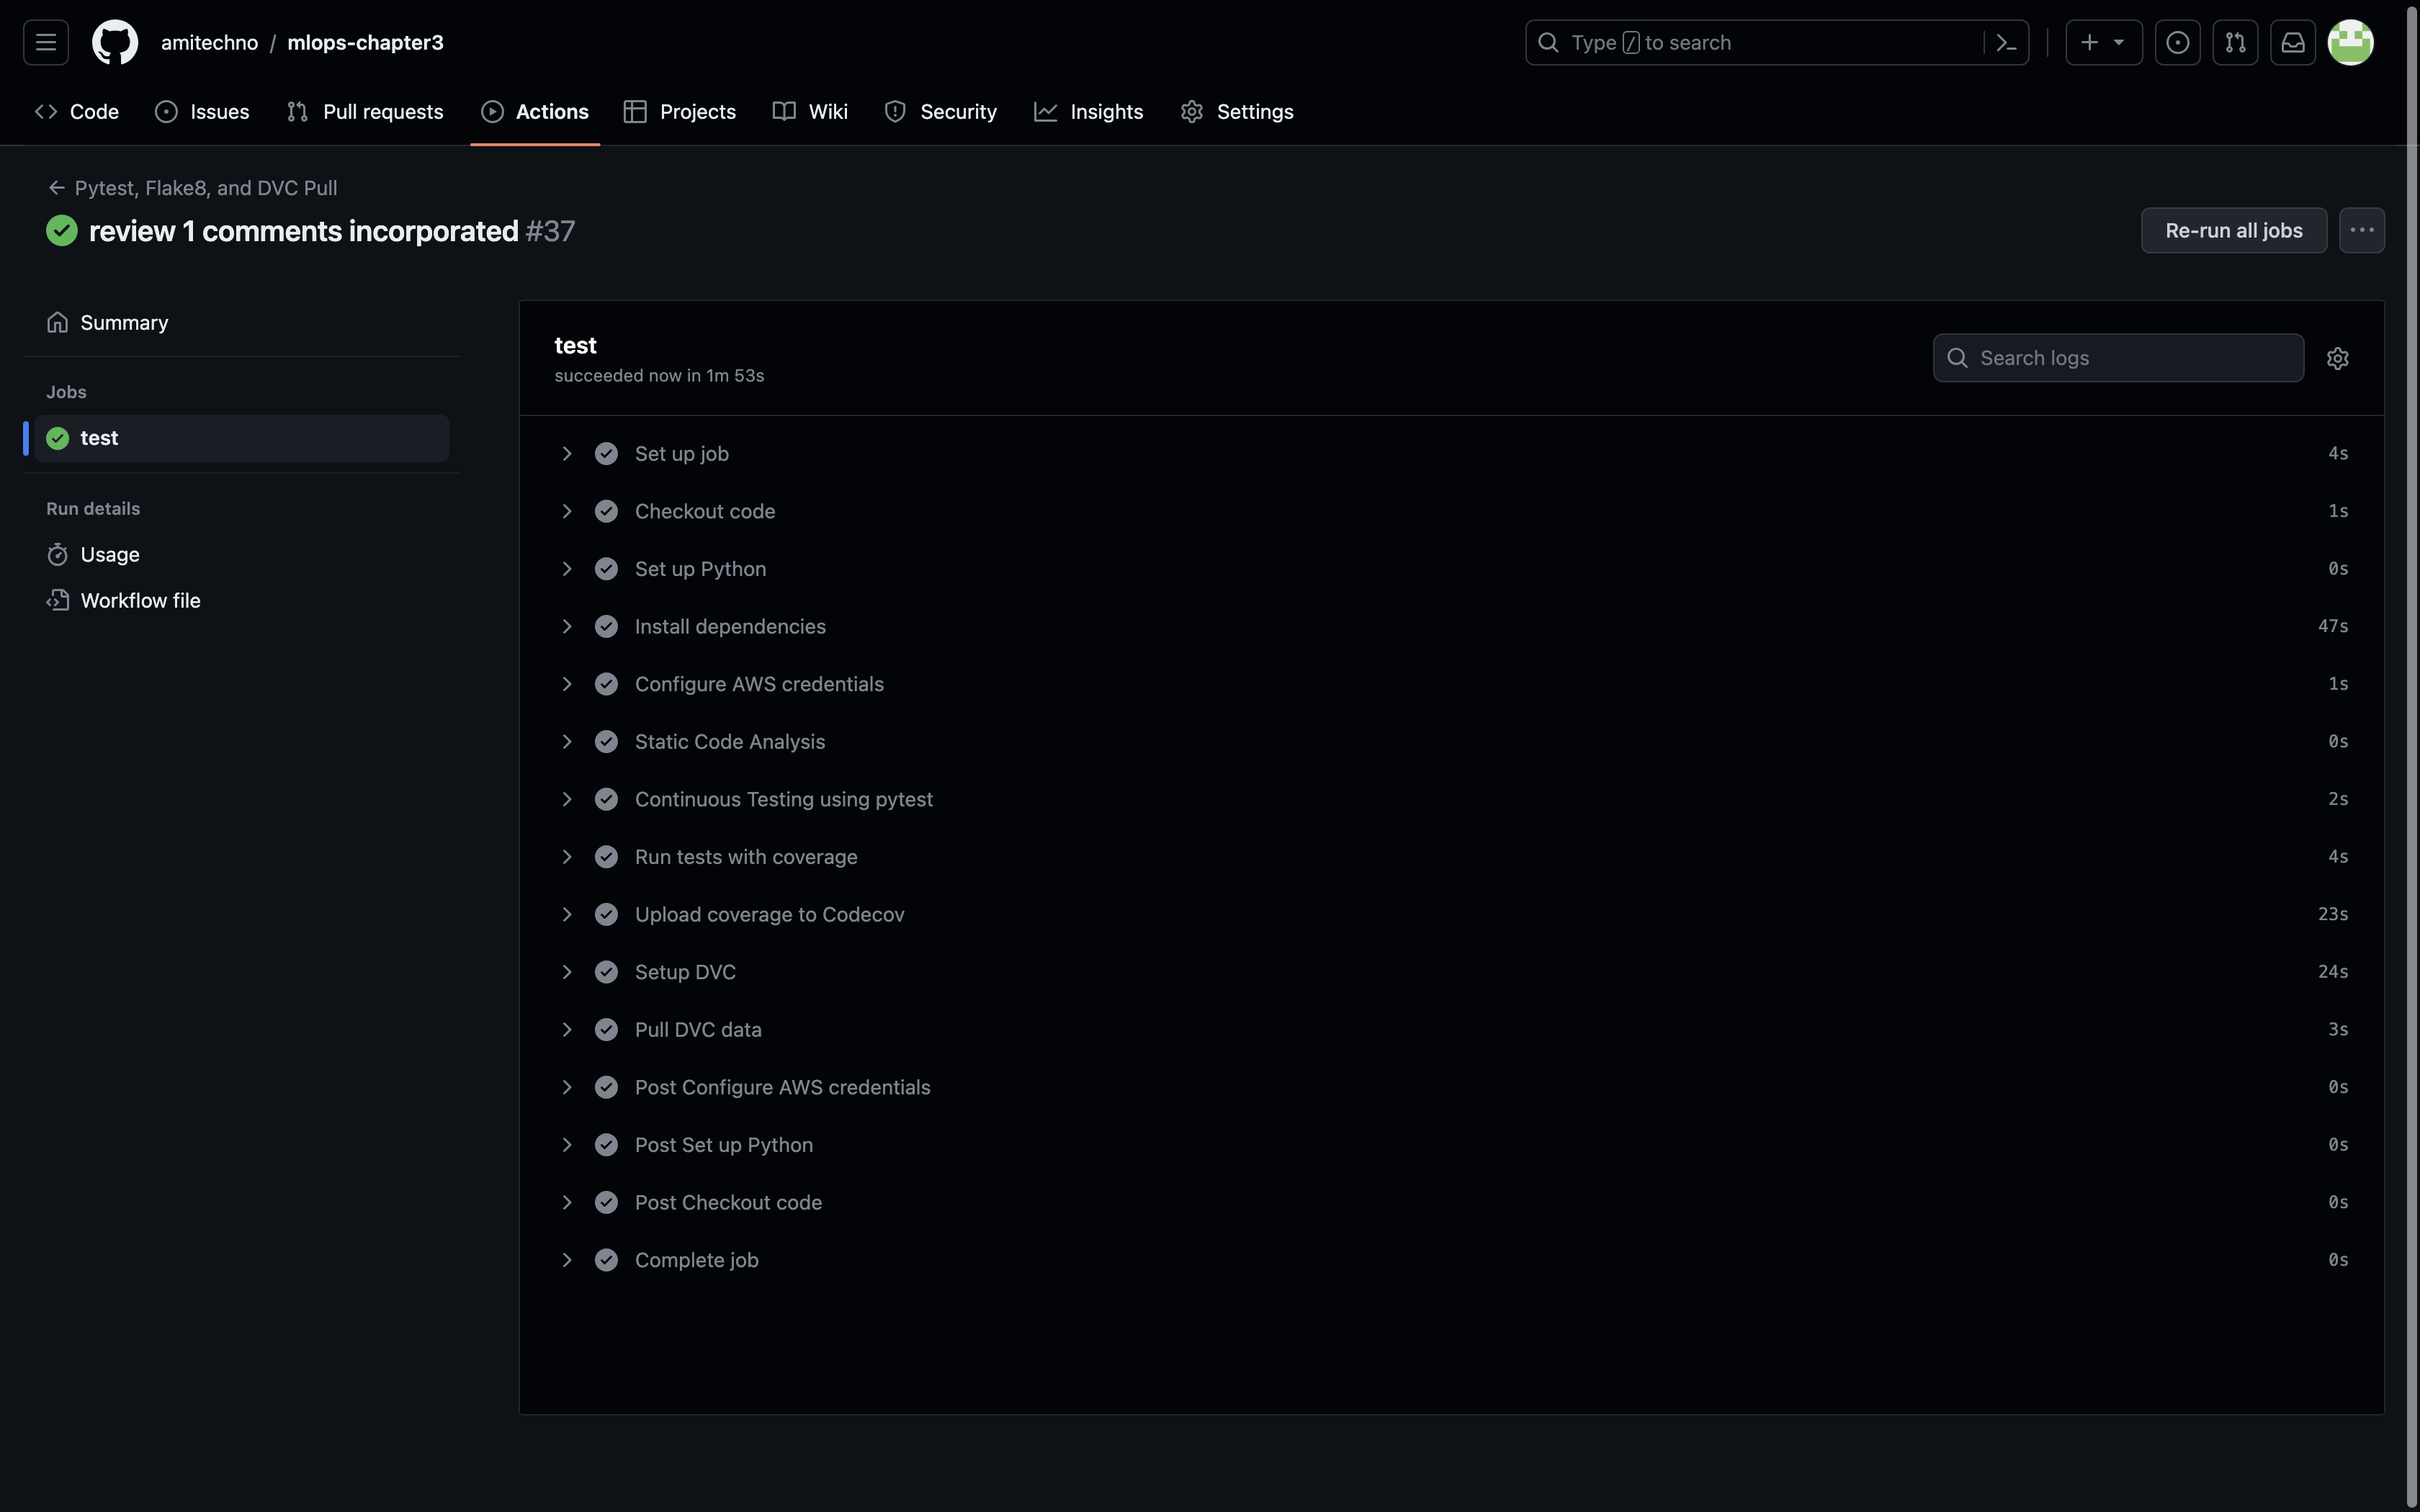 amitechno / mlops-chapter3
Type / to search
Code Issues Pull requests Actions Projects Wiki Security Insights Settings
Pytest, Flake8, and DVC Pull
review 1 comments incorporated #37
Re-run all jobs
Summary
Jobs
test
Run details
Usage
Workflow file
test
succeeded now in 1m 53s
Search logs
Set up job 4s
Checkout code 1s
Set up Python 0s
Install dependencies 47s
Configure AWS credentials 1s
Static Code Analysis 0s
Continuous Testing using pytest 2s
Run tests with coverage 4s
Upload coverage to Codecov 23s
Setup DVC 24s
Pull DVC data 3s
Post Configure AWS credentials 0s
Post Set up Python 0s
Post Checkout code 0s
Complete job 0s